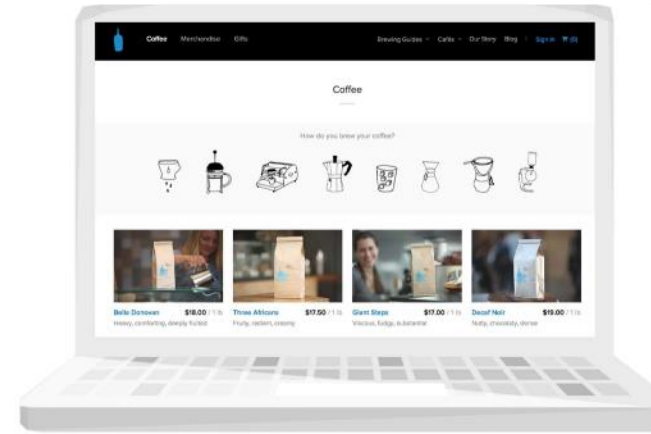 Coffee Merchandise Gifts Brewing Guides Cafés Our Story Blog Sign in (0)
Coffee
How do you brew your coffee?
Bella Donovan $18.00 / 1 lb
Heavy, comforting, deeply fruited
Three Africans $17.50 / 1 lb
Fruity, radiant, creamy
Giant Steps $17.00 / 1 lb
Viscous, fudgy, substantial
Decaf Noir $19.00 / 1 lb
Nutty, chocolaty, dense